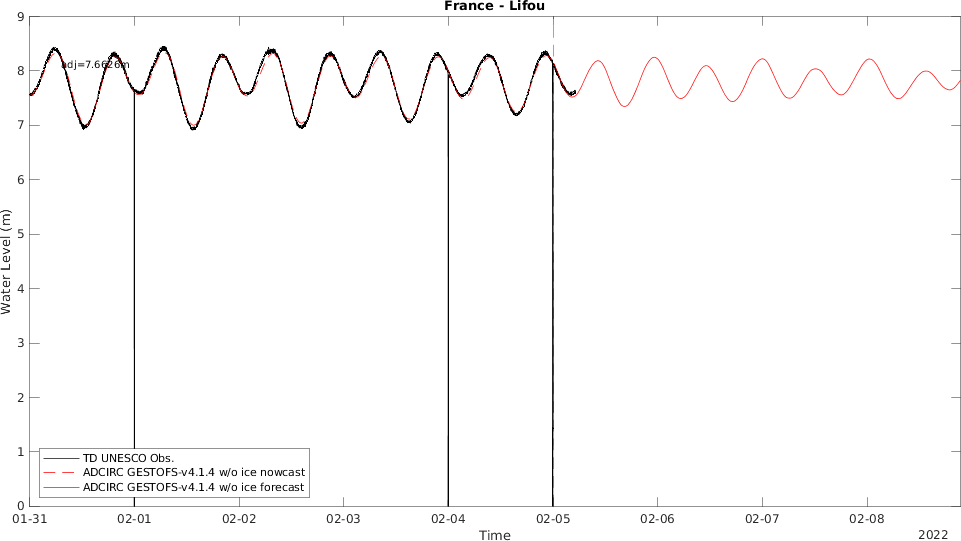 France - Lifou
adj=7.6626m
Water Level (m)
9
8
7
6
5
4
3
2
1
0
TD UNESCO Obs.
ADCIRC GESTOFS-v4.1.4 w/o ice nowcast
ADCIRC GESTOFS-v4.1.4 w/o ice forecast
01-31 02-01 02-02 02-03 02-04 02-05 02-06 02-07 02-08
Time
2022